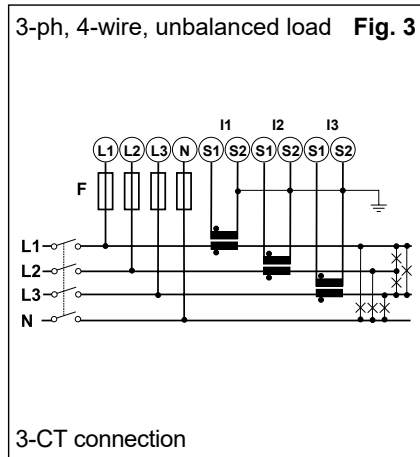 3-ph, 4-wire, unbalanced load Fig. 3
I1 I2 I3
L1 L2 L3 N S1 S2 S1 S2 S1 S2
F
L1
L2
L3
N
3-CT connection